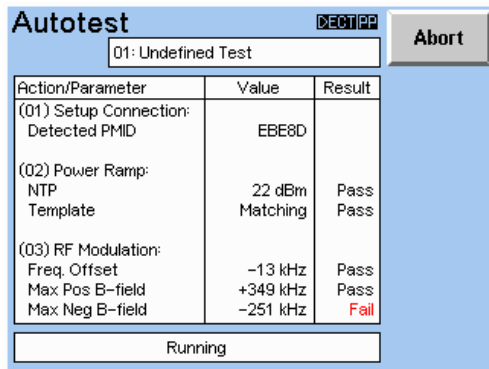 Autotest DECT PP
Abort
01: Undefined Test
Action/Parameter Value Result
(01) Setup Connection:
Detected PMID EBE8D
(02) Power Ramp:
NTP 22 dBm Pass
Template Matching Pass
(03) RF Modulation:
Freq. Offset -13 kHz Pass
Max Pos B-field +349 kHz Pass
Max Neg B-field -251 kHz Fail
Running